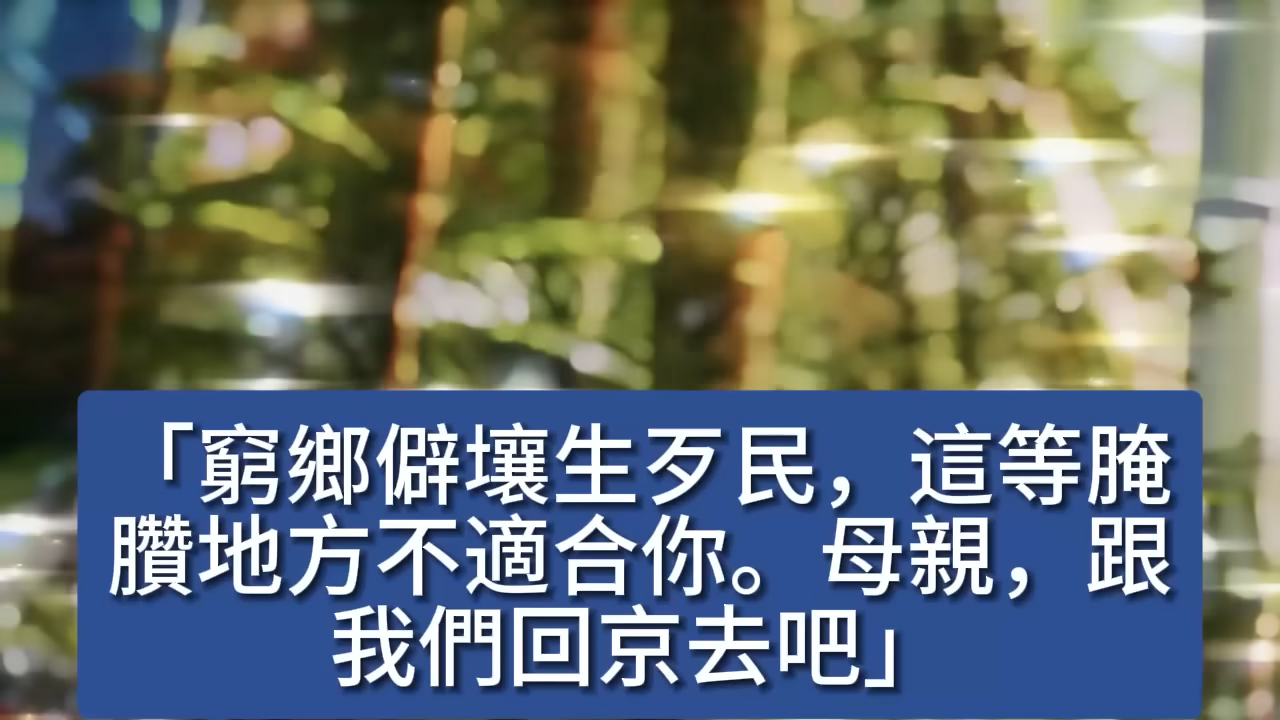 「窮鄉僻壤生歹民，這等腌
臢地方不適合你。母親，跟
我們回京去吧」